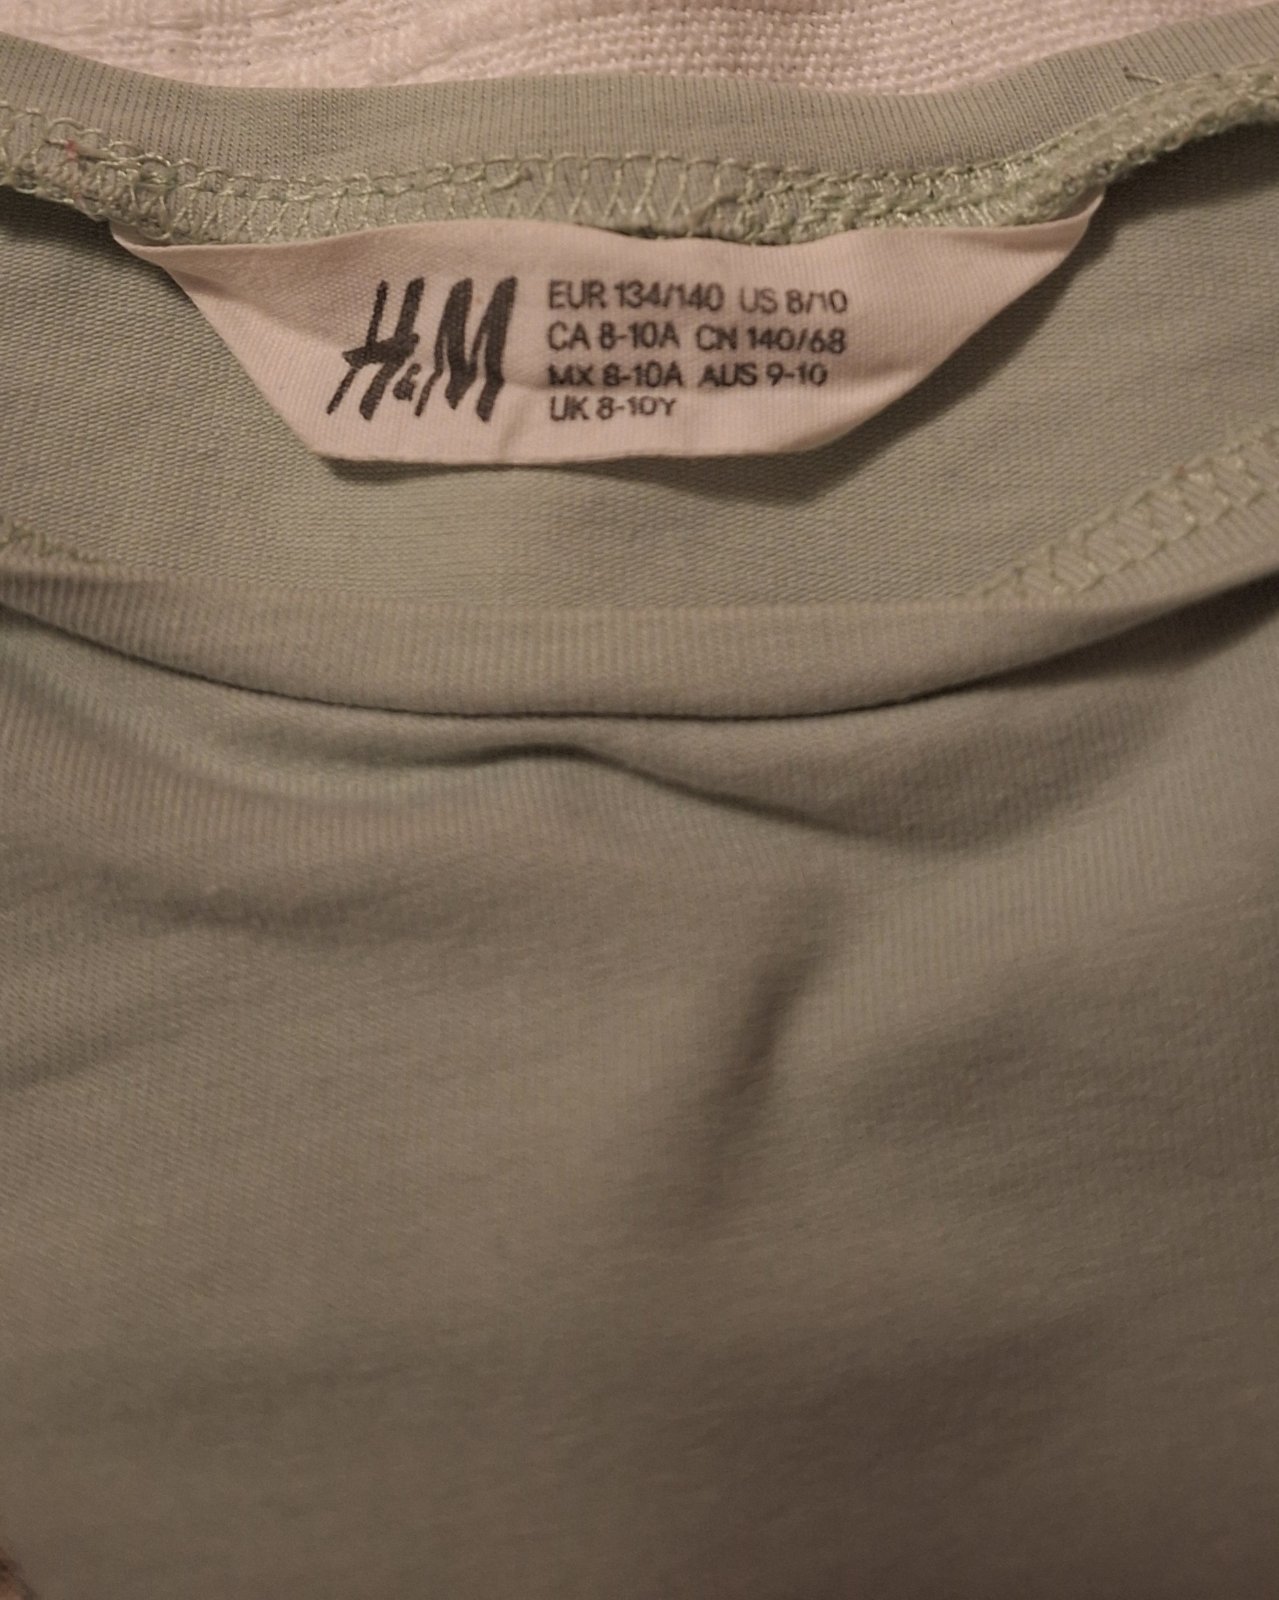 H&M
EUR 134/140 US 8/10
CA 8-10A CN 140/68
MX 8-10A AUS 9-10
UK 8-10Y